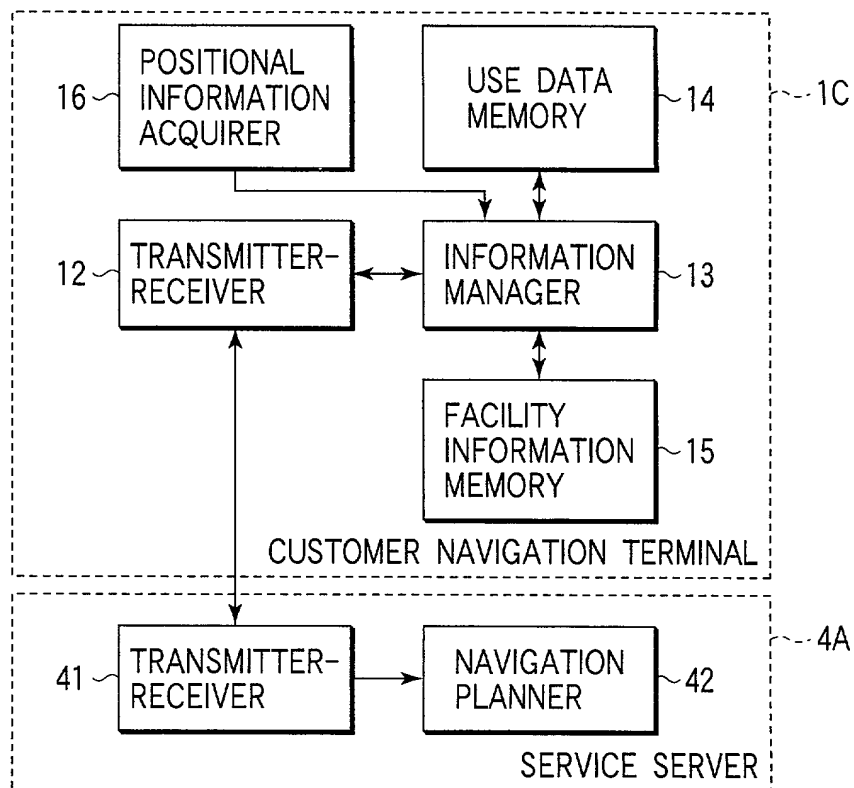 POSITIONAL
INFORMATION
ACQUIRER
16
USE DATA
MEMORY
14
1C
TRANSMITTER-
RECEIVER
12
INFORMATION
MANAGER
13
FACILITY
INFORMATION
MEMORY
15
CUSTOMER NAVIGATION TERMINAL
TRANSMITTER-
RECEIVER
41
NAVIGATION
PLANNER
42
4A
SERVICE SERVER